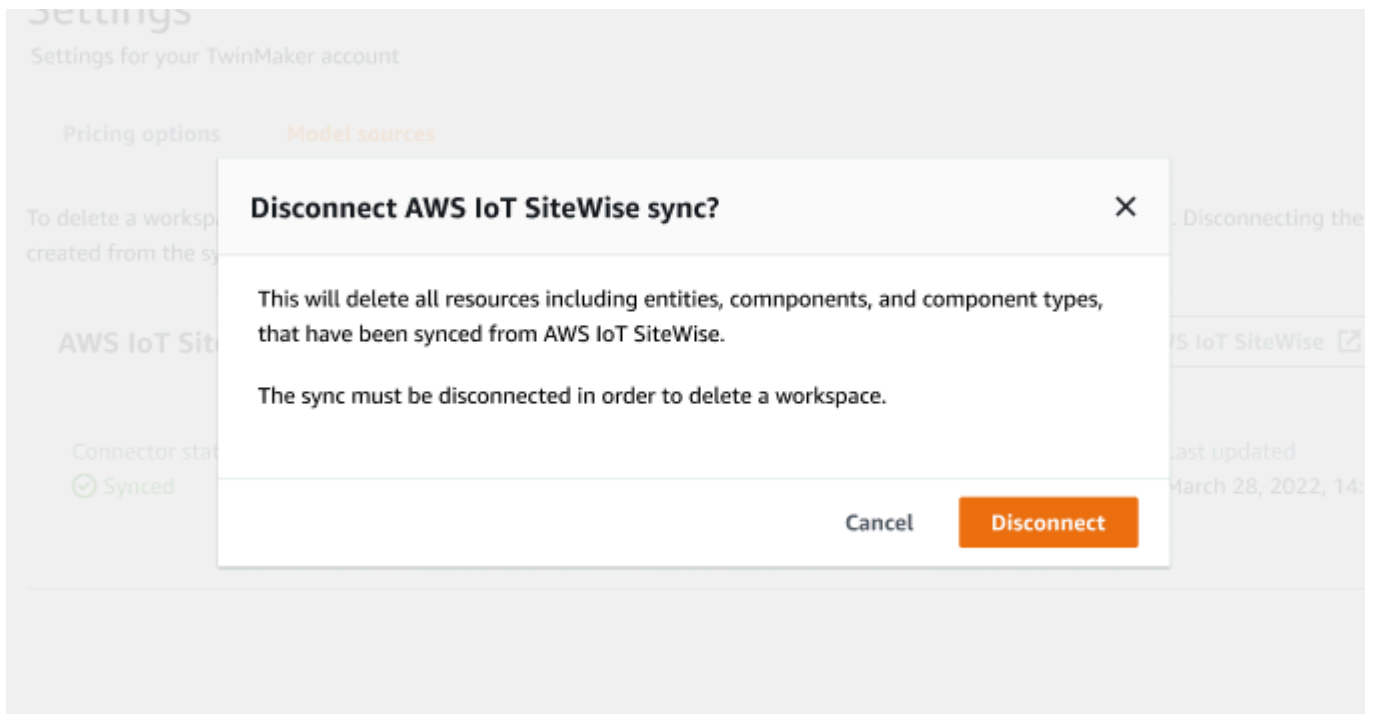 Settings
Settings for your TwinMaker account
Pricing options Model sources
To delete a worksp
. Disconnecting the
created from the sy
Disconnect AWS IoT SiteWise sync?
This will delete all resources including entities, comnponents, and component types,
that have been synced from AWS IoT SiteWise.
The sync must be disconnected in order to delete a workspace.
Cancel Disconnect
AWS IoT Sit
S IoT SiteWise
Connector stat
Synced
Last updated
March 28, 2022, 14: